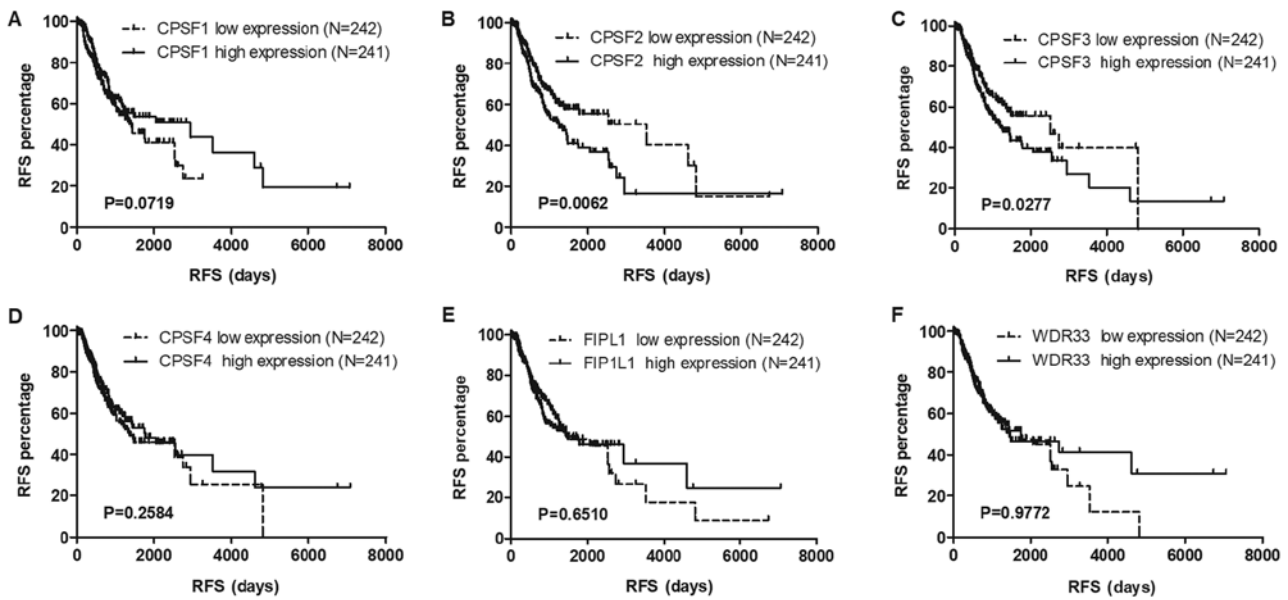 A
CPSF1 low expression (N=242)
CPSF1 high expression (N=241)
RFS percentage
100
80
60
40
20
0
P=0.0719
0 2000 4000 6000 8000
RFS (days)
B
CPSF2 low expression (N=242)
CPSF2 high expression (N=241)
RFS percentage
100
80
60
40
20
0
P=0.0062
0 2000 4000 6000 8000
RFS (days)
C
CPSF3 low expression (N=242)
CPSF3 high expression (N=241)
RFS percentage
100
80
60
40
20
0
P=0.0277
0 2000 4000 6000 8000
RFS (days)
D
CPSF4 low expression (N=242)
CPSF4 high expression (N=241)
RFS percentage
100
80
60
40
20
0
P=0.2584
0 2000 4000 6000 8000
RFS (days)
E
FIPL1 low expression (N=242)
FIP1L1 high expression (N=241)
RFS percentage
100
80
60
40
20
0
P=0.6510
0 2000 4000 6000 8000
RFS (days)
F
WDR33 low expression (N=242)
WDR33 high expression (N=241)
RFS percentage
100
80
60
40
20
0
P=0.9772
0 2000 4000 6000 8000
RFS (days)